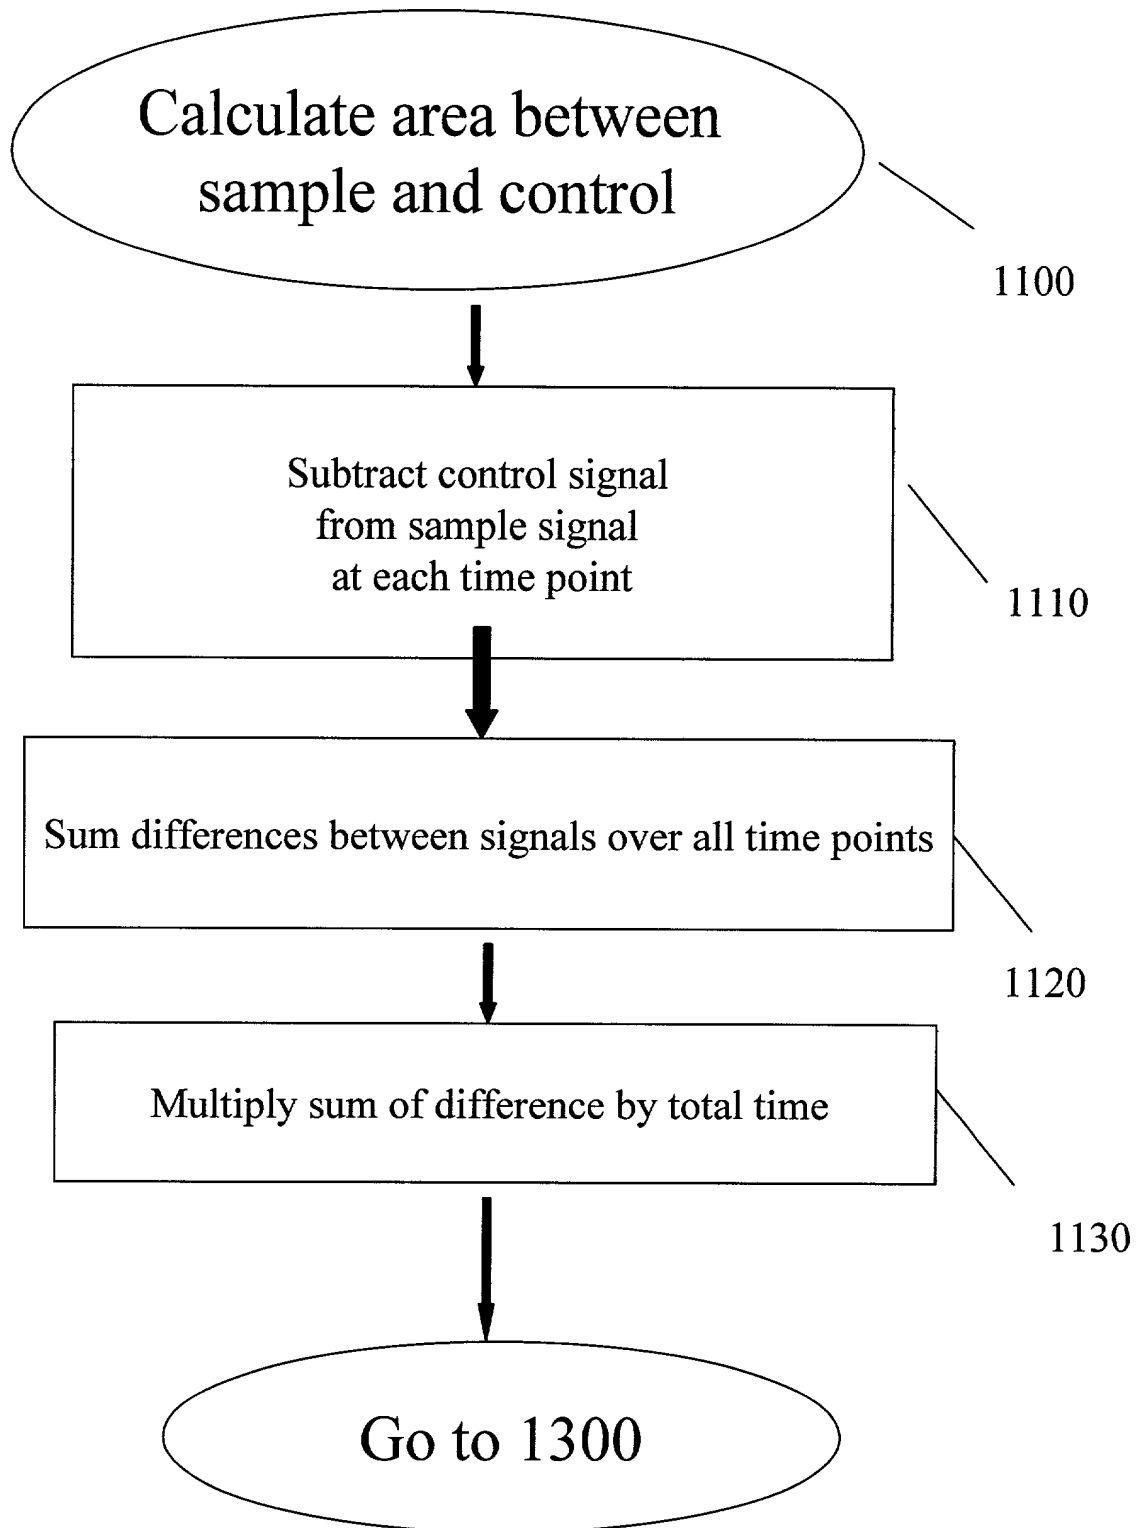 Calculate area between
sample and control
1100
Subtract control signal
from sample signal
at each time point
1110
Sum differences between signals over all time points
1120
Multiply sum of difference by total time
1130
Go to 1300